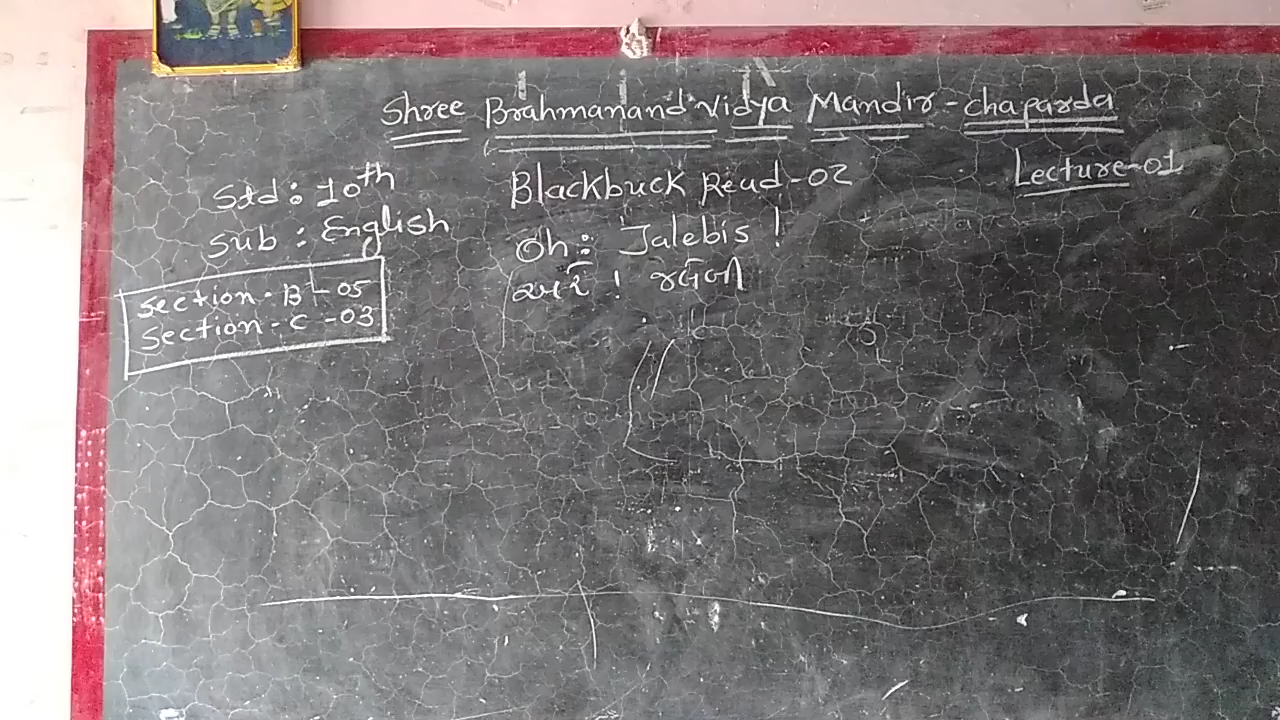 Shree Brahmanand Vidya Mandir - Chaparda
Lecture-01
Std : 10th
Sub : English
Section - B - 05
Section - C - 03
Blackbuck Read-02
Oh : Jalebis !
અરે ! જલેબી